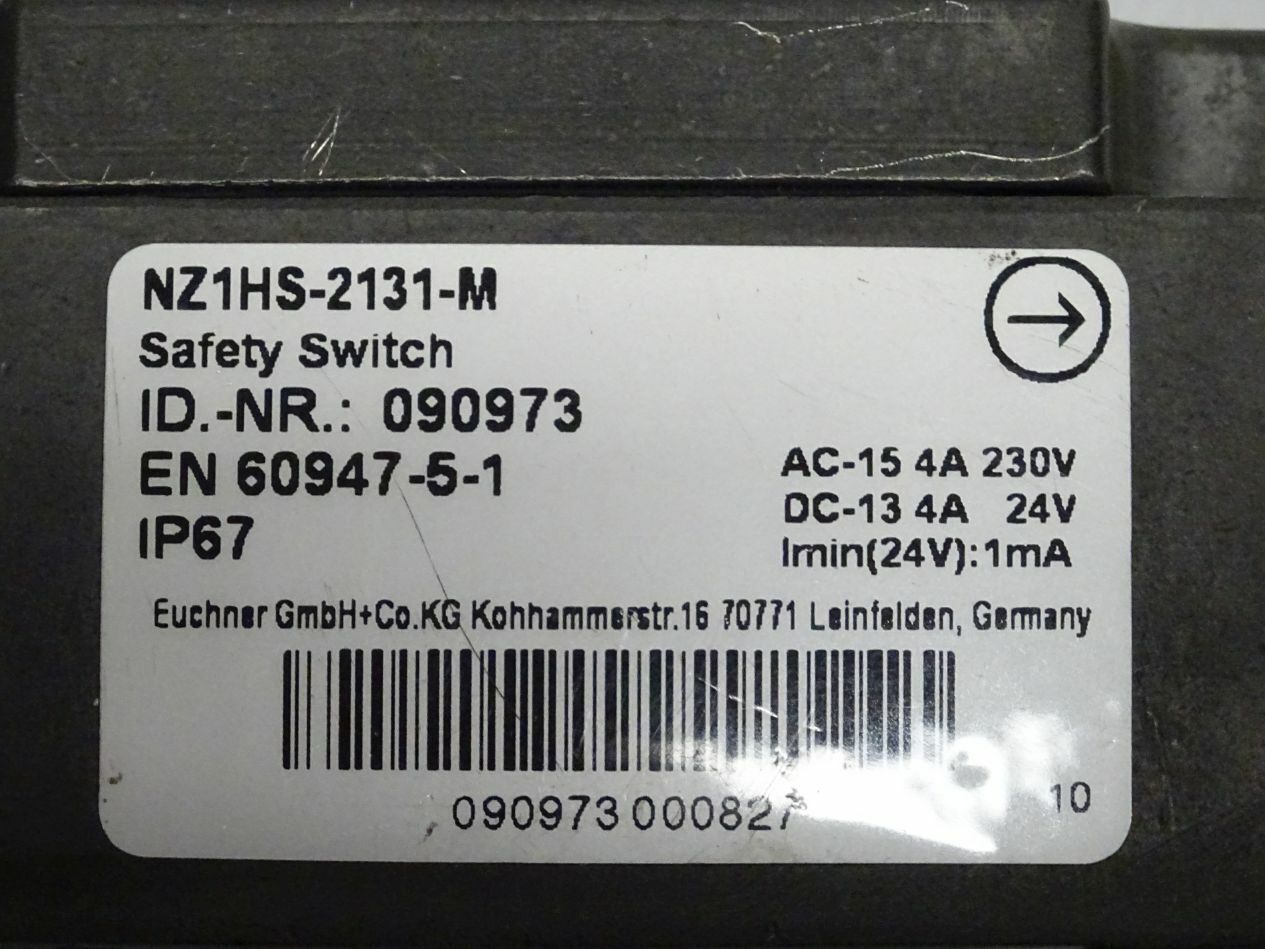 NZ1HS-2131-M
Safety Switch
ID.-NR.: 090973
EN 60947-5-1
IP67
AC-15 4A 230V
DC-13 4A 24V
Imin(24V):1mA
Euchner GmbH+Co.KG Kohhammerstr.16 70771 Leinfelden, Germany
090973 000827
10